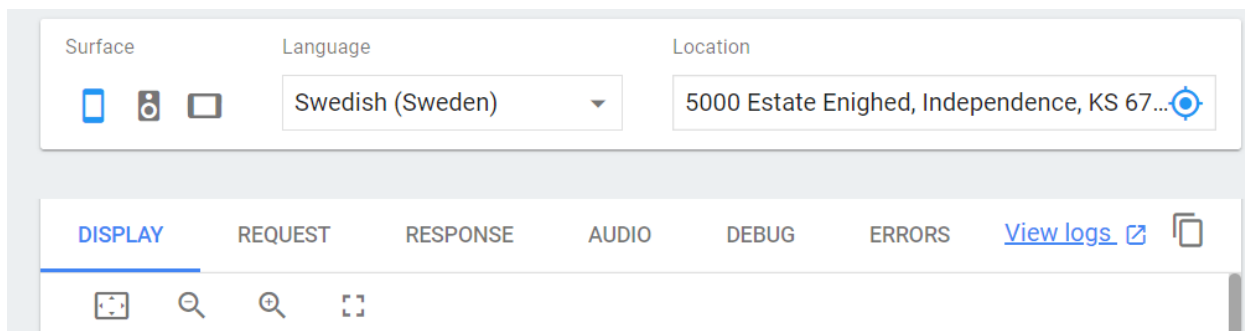 Surface Language Location
Swedish (Sweden) 5000 Estate Enighed, Independence, KS 67...
DISPLAY REQUEST RESPONSE AUDIO DEBUG ERRORS View logs